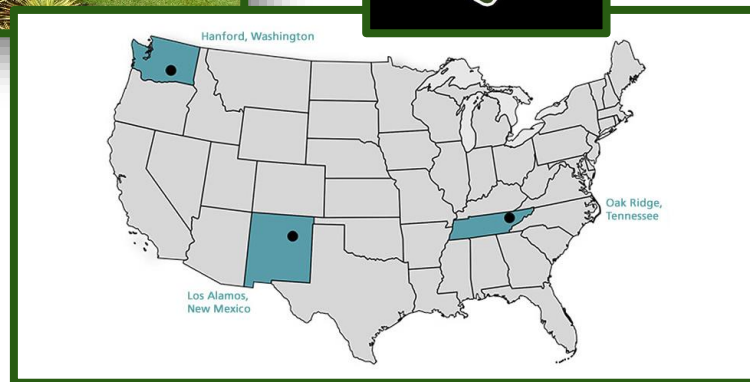 Hanford, Washington
Oak Ridge,
Tennessee
Los Alamos,
New Mexico